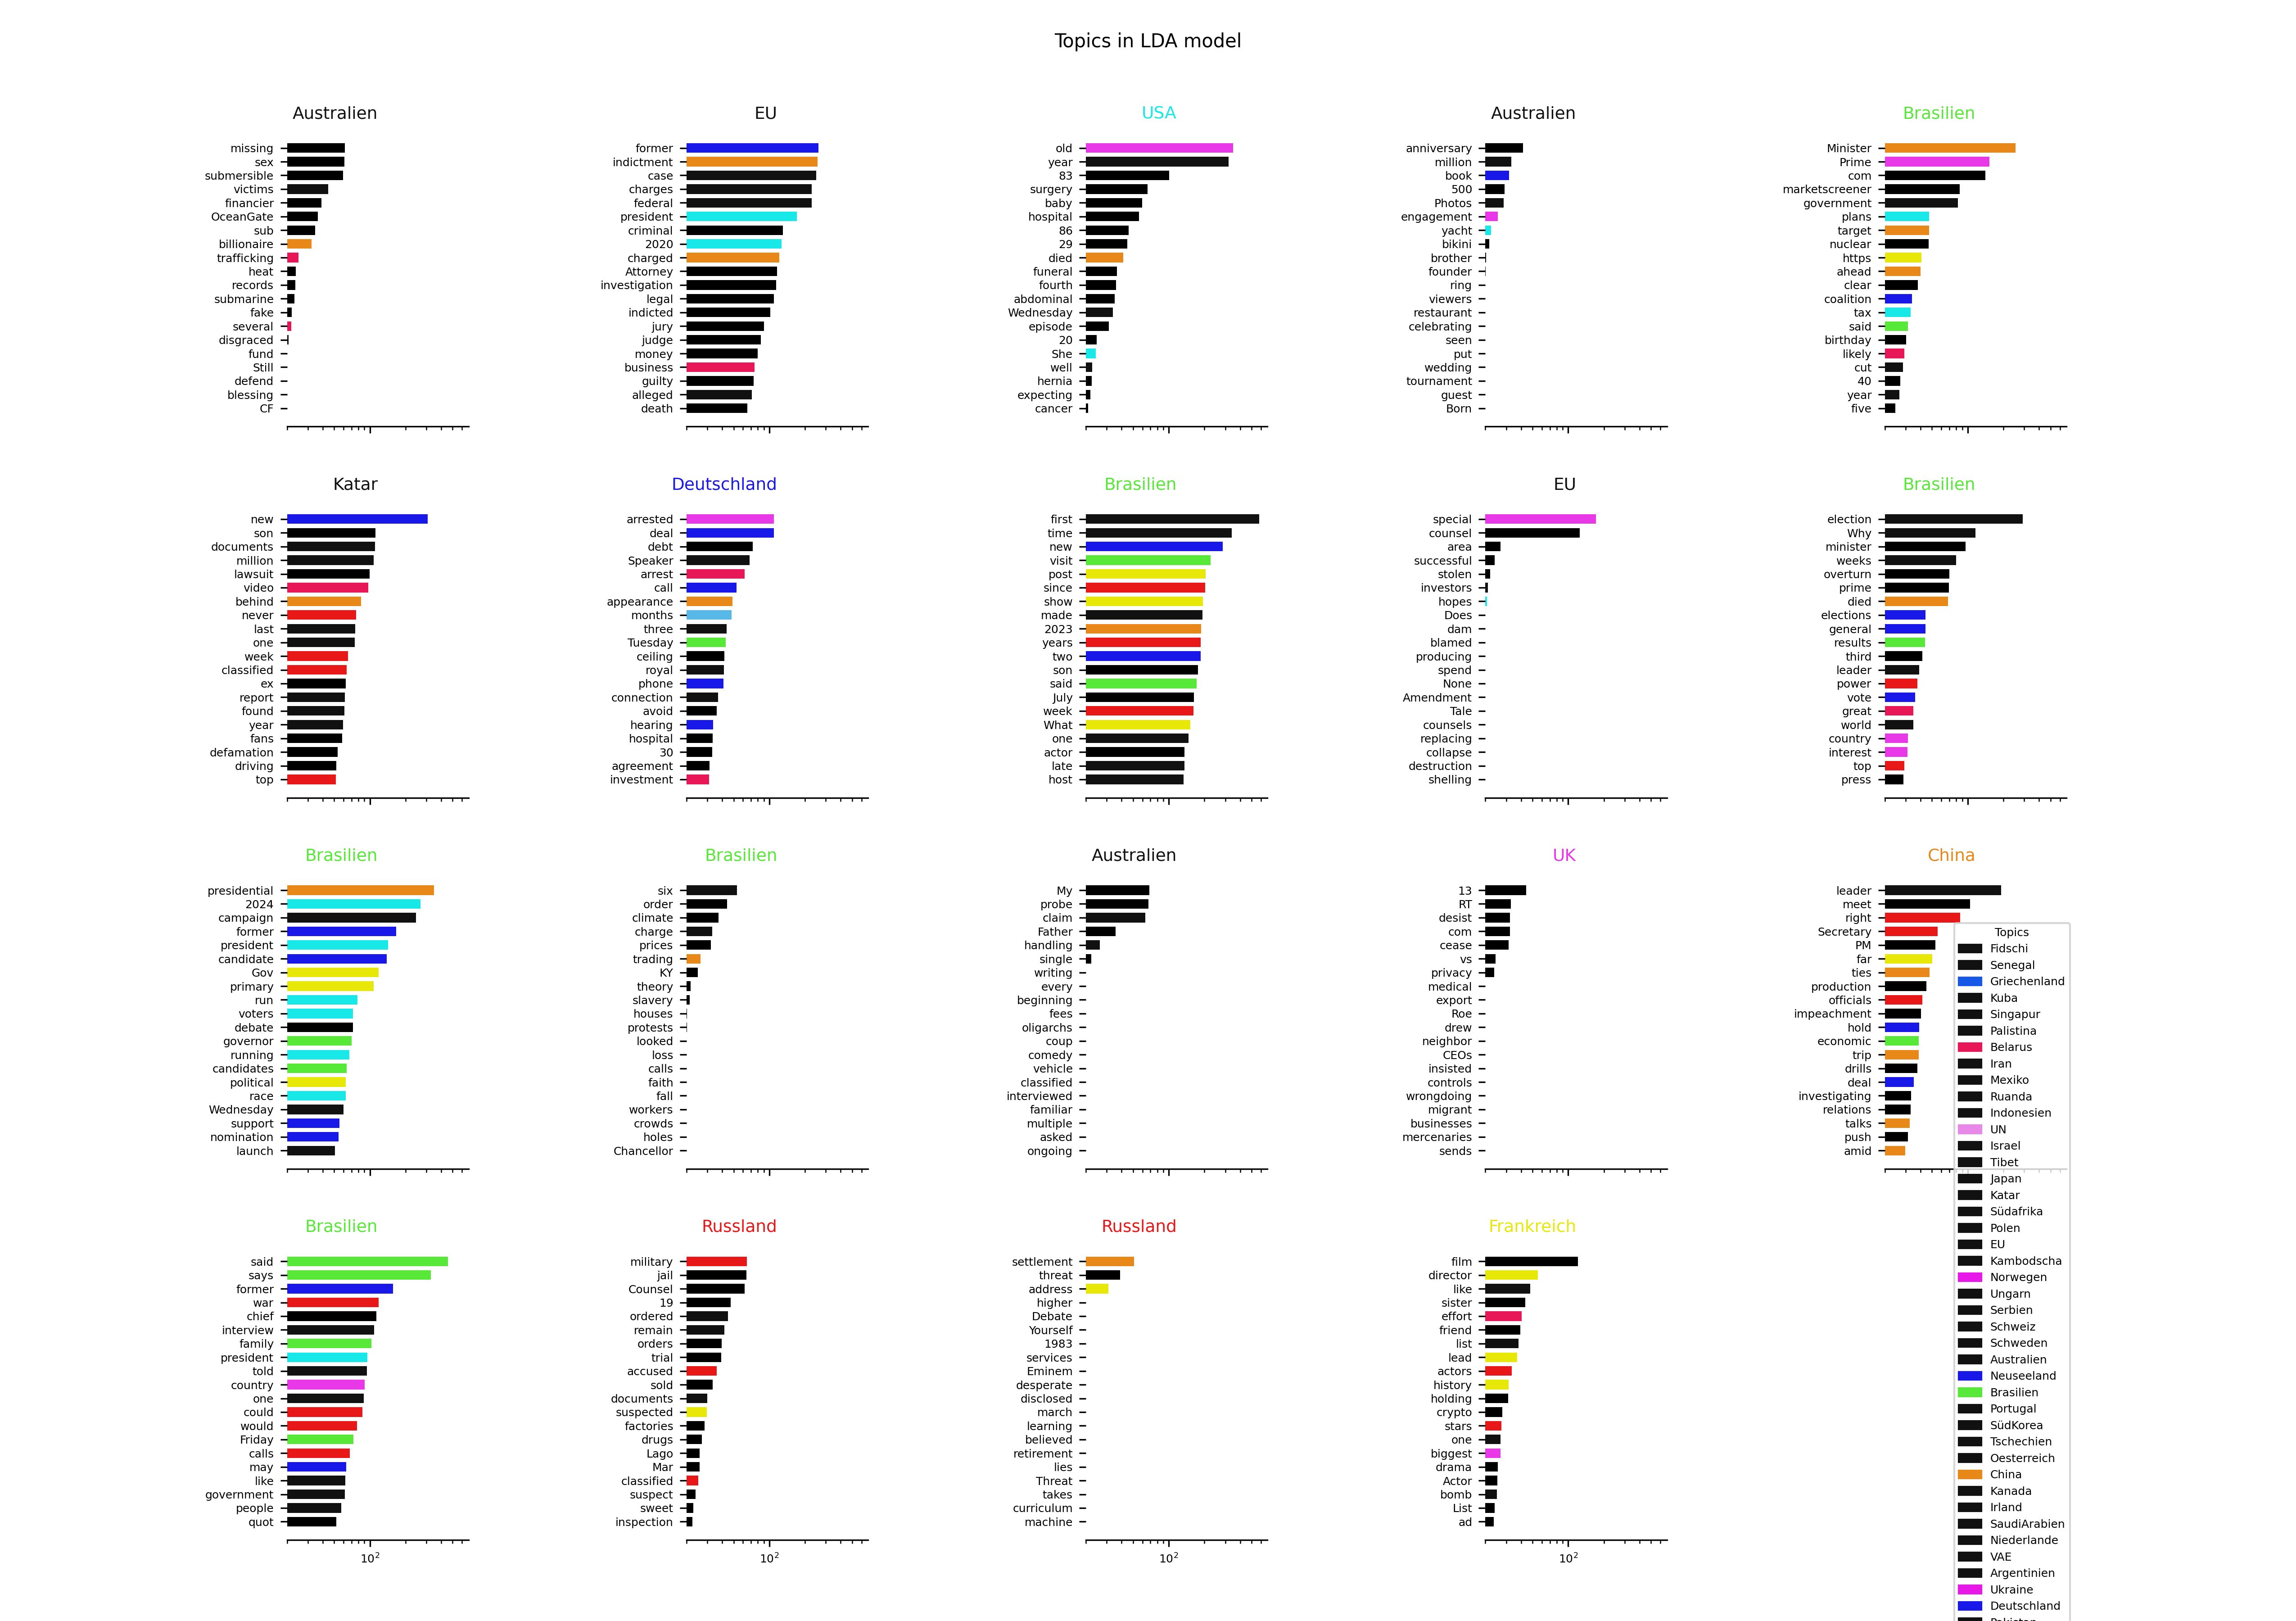 Topics in LDA model
Australien
missing
sex
submersible
victims
financier
OceanGate
sub
billionaire
trafficking
heat
records
submarine
fake
several
disgraced
fund
Still
defend
blessing
CF
EU
former
indictment
case
charges
federal
president
criminal
2020
charged
Attorney
investigation
legal
indicted
jury
judge
money
business
guilty
alleged
death
USA
old
year
83
surgery
baby
hospital
86
29
died
funeral
fourth
abdominal
Wednesday
episode
20
She
well
hernia
expecting
cancer
Australien
anniversary
million
book
500
Photos
engagement
yacht
bikini
brother
founder
ring
viewers
restaurant
celebrating
seen
put
wedding
tournament
guest
Born
Brasilien
Minister
Prime
com
marketscreener
government
plans
target
nuclear
https
ahead
clear
coalition
tax
said
birthday
likely
cut
40
year
five
Katar
new
son
documents
million
lawsuit
video
behind
never
last
one
week
classified
ex
report
found
year
fans
defamation
driving
top
Deutschland
arrested
deal
debt
Speaker
arrest
call
appearance
months
three
Tuesday
ceiling
royal
phone
connection
avoid
hearing
hospital
30
agreement
investment
Brasilien
first
time
new
visit
post
since
show
made
2023
years
two
son
said
July
week
What
one
actor
late
host
EU
special
counsel
area
successful
stolen
investors
hopes
Does
dam
blamed
producing
spend
None
Amendment
Tale
counsels
replacing
collapse
destruction
shelling
Brasilien
election
Why
minister
weeks
overturn
prime
died
elections
general
results
third
leader
power
vote
great
world
country
interest
top
press
Brasilien
presidential
2024
campaign
former
president
candidate
Gov
primary
run
voters
debate
governor
running
candidates
political
race
Wednesday
support
nomination
launch
Brasilien
six
order
climate
charge
prices
trading
KY
theory
slavery
houses
protests
looked
loss
calls
faith
fall
workers
crowds
holes
Chancellor
Australien
My
probe
claim
Father
handling
single
writing
every
beginning
fees
oligarchs
coup
comedy
vehicle
classified
interviewed
familiar
multiple
asked
ongoing
UK
13
RT
desist
com
cease
vs
privacy
medical
export
Roe
drew
neighbor
CEOs
insisted
controls
wrongdoing
migrant
businesses
mercenaries
sends
China
leader
meet
right
Secretary
PM
far
ties
production
officials
impeachment
hold
economic
trip
drills
deal
investigating
relations
talks
push
amid
Brasilien
said
says
former
war
chief
interview
family
president
told
country
one
could
would
Friday
calls
may
like
government
people
quot
10²
Russland
military
jail
Counsel
19
ordered
remain
orders
trial
accused
sold
documents
suspected
factories
drugs
Lago
Mar
classified
suspect
sweet
inspection
10²
Russland
settlement
threat
address
higher
Debate
Yourself
1983
services
Eminem
desperate
disclosed
march
learning
believed
retirement
lies
Threat
takes
curriculum
machine
10²
Frankreich
film
director
like
sister
effort
friend
list
lead
actors
history
holding
crypto
stars
one
biggest
drama
Actor
bomb
List
ad
10²
Topics
Fidschi
Senegal
Griechenland
Kuba
Singapur
Palistina
Belarus
Iran
Mexiko
Ruanda
Indonesien
UN
Israel
Tibet
Japan
Katar
Südafrika
Polen
EU
Kambodscha
Norwegen
Ungarn
Serbien
Schweiz
Schweden
Australien
Neuseeland
Brasilien
Portugal
SüdKorea
Tschechien
Oesterreich
China
Kanada
Irland
SaudiArabien
Niederlande
VAE
Argentinien
Ukraine
Deutschland